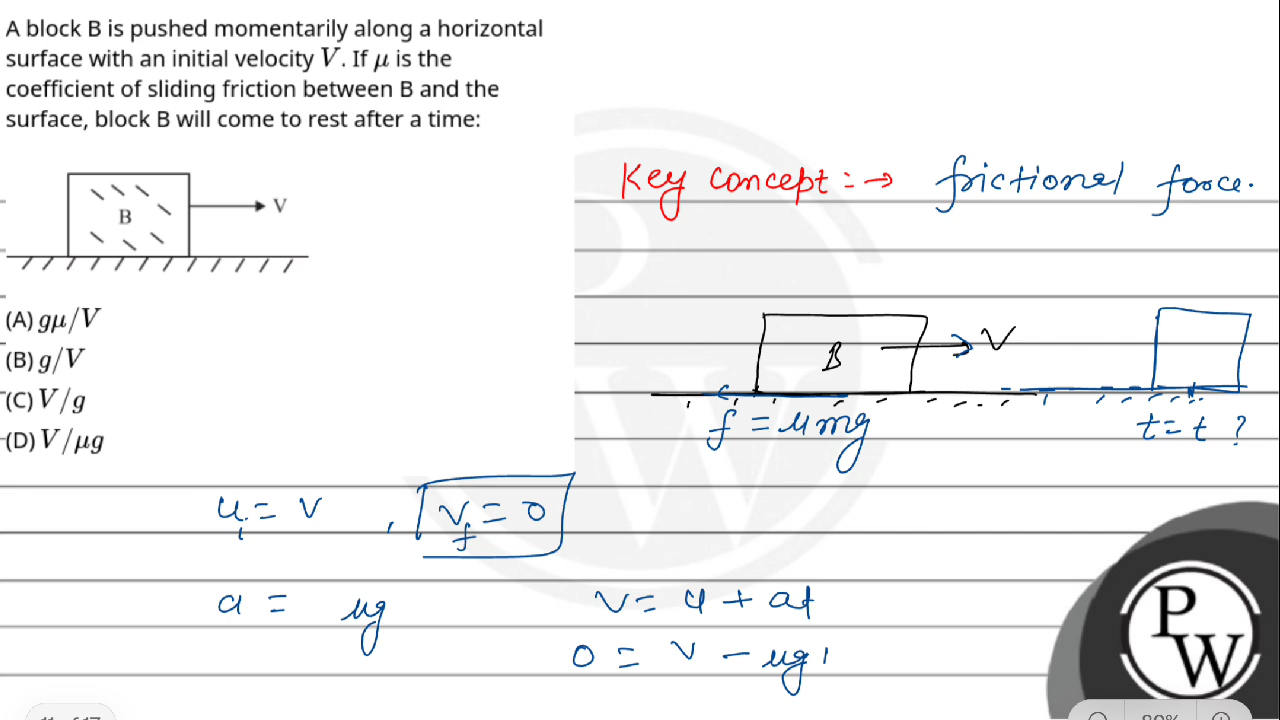 A block B is pushed momentarily along a horizontal
surface with an initial velocity V. If μ is the
coefficient of sliding friction between B and the
surface, block B will come to rest after a time:
B
V
(A) gμ/V
(B) g/V
(C) V/g
(D) V/μg
Key concept :→ frictional force.
B
V
f = μmg
t = t ?
u_i = v , v_f = 0
a = μg
v = u + at
0 = v - μg
P
W